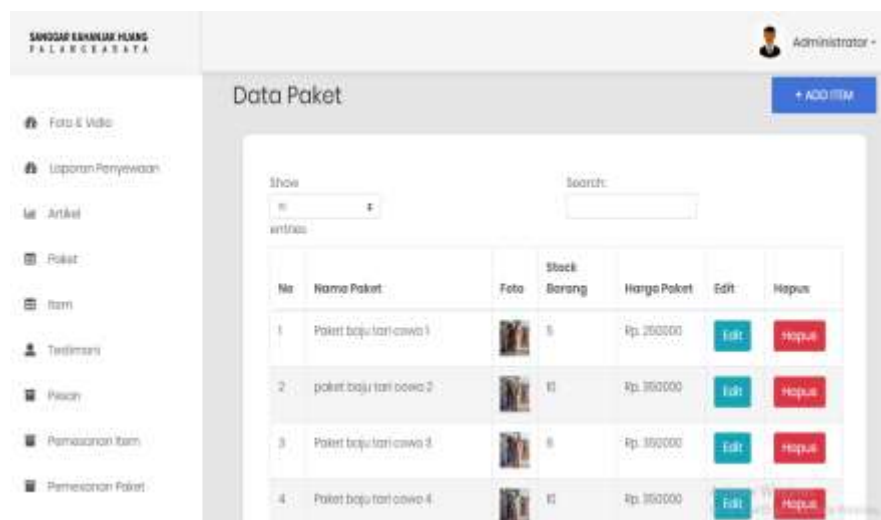 SANGGAR KAHANJAK HUANG
PALANGKARAYA
Administrator
Data Paket
+ ADD ITEM
Foto & Vidio
Laporan Penyewaan
Artikel
Paket
Item
Testimoni
Pesan
Pemesanan Item
Pemesanan Paket
Show
10
entries
Search:
No Nama Paket Foto Stock Barang Harga Paket Edit Hapus
1 Paket baju tari cowo 1 5 Rp. 250000 Edit Hapus
2 paket baju tari cowo 2 10 Rp. 350000 Edit Hapus
3 Paket baju tari cowo 3 Rp. 350000 Edit Hapus
4 Paket baju tari cowo 4 10 Rp. 350000 Edit Hapus